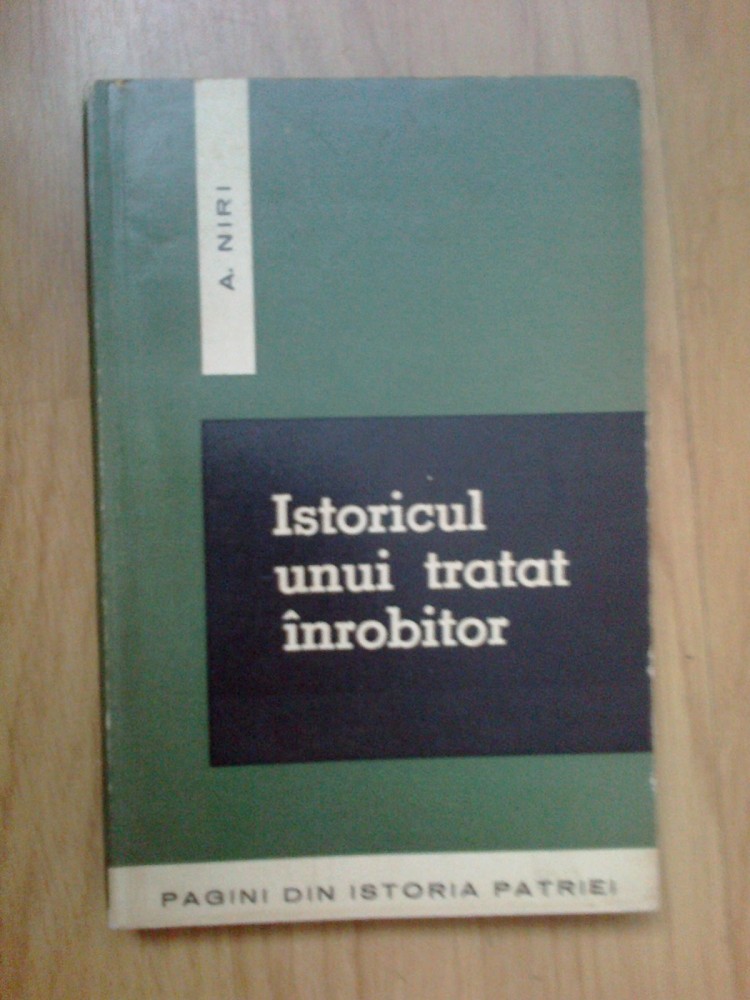 A. NIRI
Istoricul
unui tratat
înrobitor
PAGINI DIN ISTORIA PATRIEI